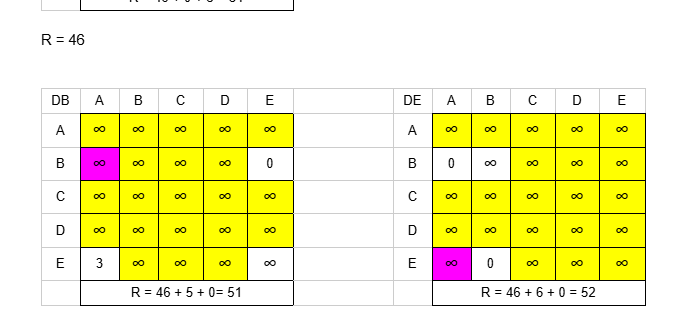 R = 46
DB A B C D E DE A B C D E
A ∞ ∞ ∞ ∞ ∞ A ∞ ∞ ∞ ∞ ∞
B ∞ ∞ ∞ ∞ 0 B 0 ∞ ∞ ∞ ∞
C ∞ ∞ ∞ ∞ ∞ C ∞ ∞ ∞ ∞ ∞
D ∞ ∞ ∞ ∞ ∞ D ∞ ∞ ∞ ∞ ∞
E 3 ∞ ∞ ∞ ∞ E ∞ 0 ∞ ∞ ∞
R = 46 + 5 + 0= 51 R = 46 + 6 + 0 = 52